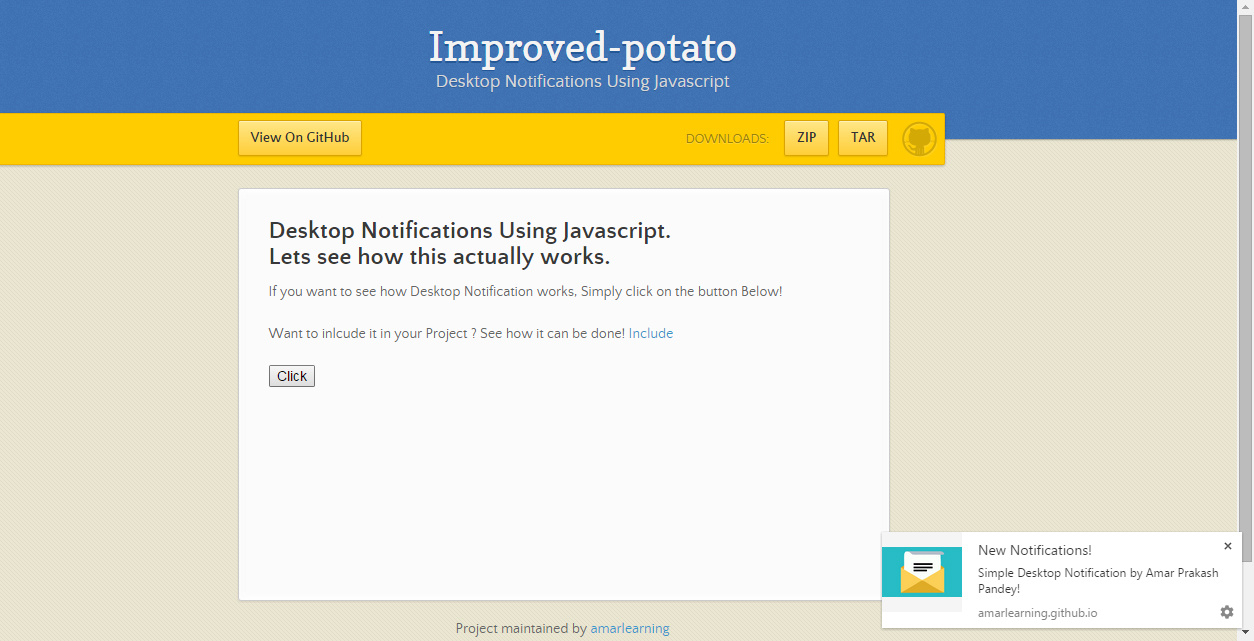 Improved-potato
Desktop Notifications Using Javascript
View On GitHub
DOWNLOADS:
ZIP
TAR
Desktop Notifications Using Javascript.
Lets see how this actually works.
If you want to see how Desktop Notification works, Simply click on the button Below!
Want to inlcude it in your Project ? See how it can be done! Include
Click
New Notifications!
Simple Desktop Notification by Amar Prakash
Pandey!
amarlearning.github.io
Project maintained by amarlearning